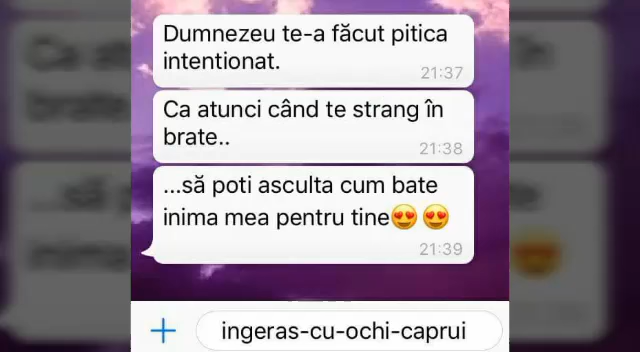 Dumnezeu te-a făcut pitica
intentionat.
21:37
Ca atunci când te strang în
brate..
21:38
...să poti asculta cum bate
inima mea pentru tine😍 😍
21:39
ingeras-cu-ochi-caprui